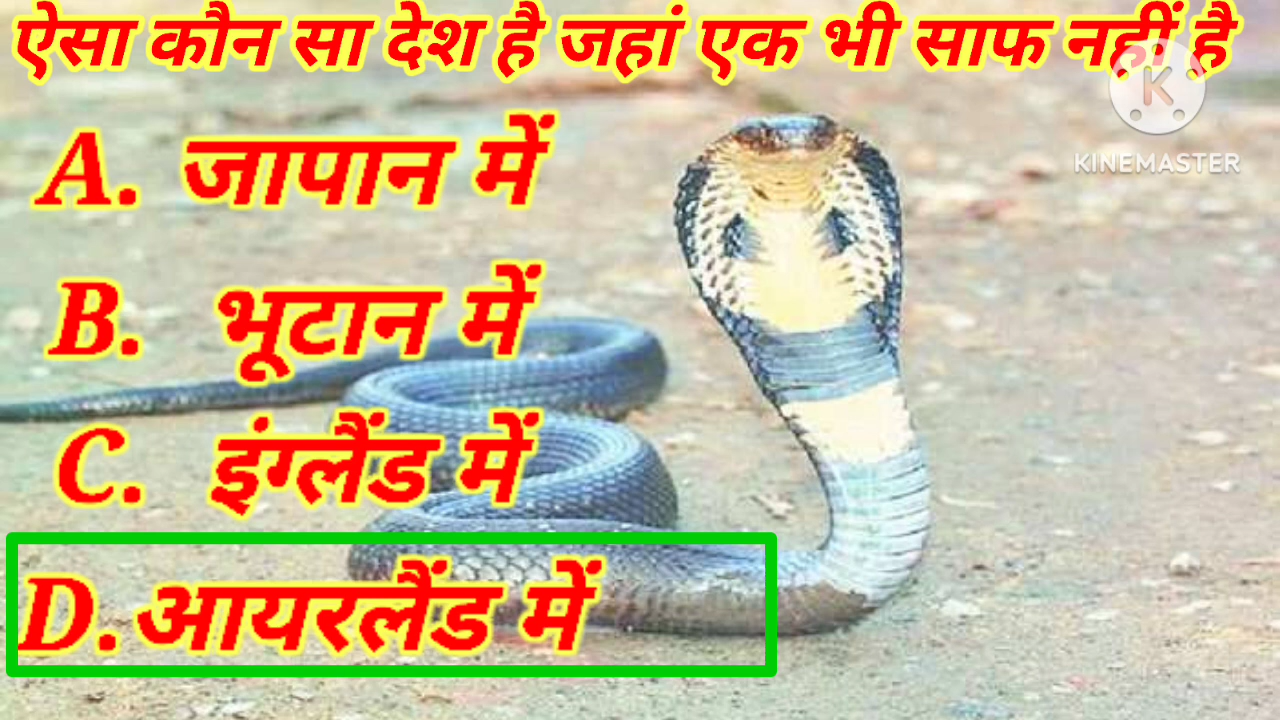 ऐसा कौन सा देश है जहां एक भी साफ नहीं है
KINEMASTER
A. जापान में
B. भूटान में
C. इंग्लैंड में
D. आयरलैंड में